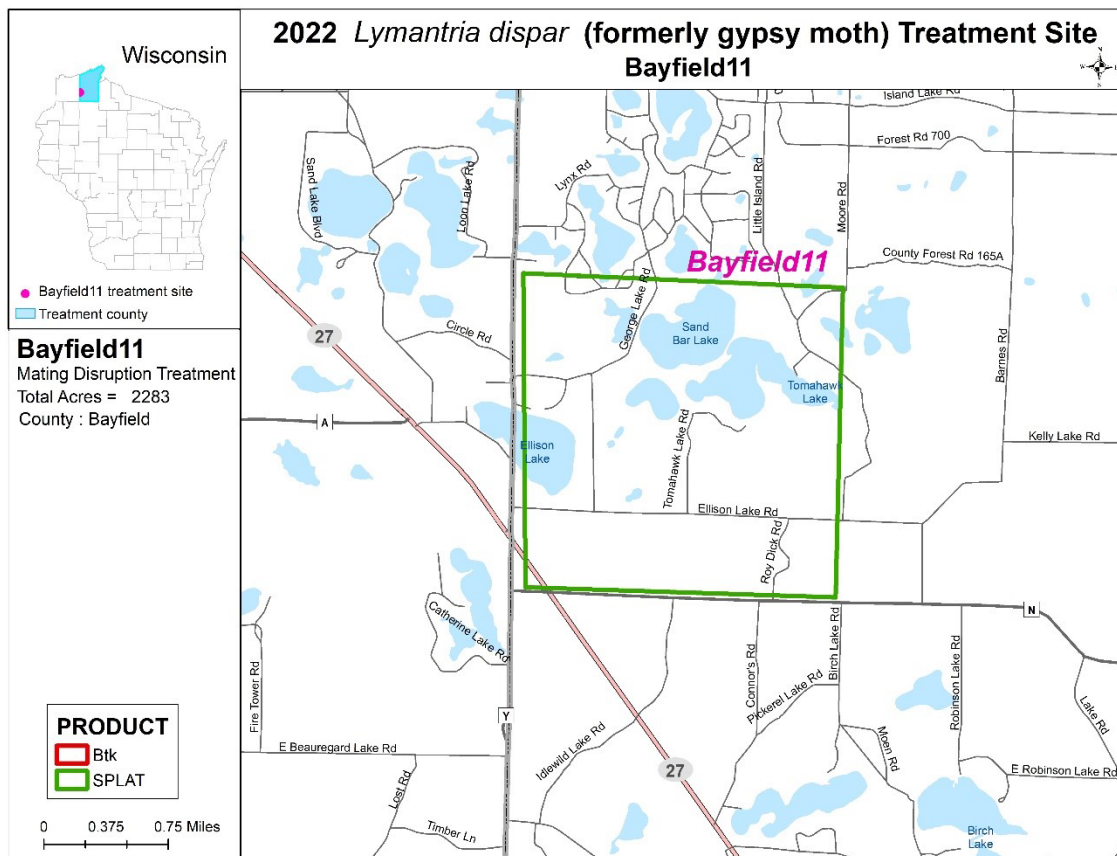 2022 Lymantria dispar (formerly gypsy moth) Treatment Site
Bayfield11
N
W
E
S
Wisconsin
Bayfield11 treatment site
Treatment county
Bayfield11
Mating Disruption Treatment
Total Acres = 2283
County : Bayfield
PRODUCT
Btk
SPLAT
0 0.375 0.75 Miles
Island Lake Rd
Forest Rd 700
Sand Lake Blvd
Loon Lake Rd
Lynx Rd
Little Island Rd
Moore Rd
Bayfield11
County Forest Rd 165A
George Lake Rd
Sand
Bar Lake
27
Circle Rd
Barnes Rd
Tomahawk
Lake
A
Ellison
Lake
Tomahawk Lake Rd
Kelly Lake Rd
Ellison Lake Rd
Roy Dick Rd
N
Catherine Lake Rd
Connor's Rd
Birch Lake Rd
Pickerel Lake Rd
Robinson Lake Rd
Lake Rd
Fire Tower Rd
Y
Idlewild Lake Rd
Moen Rd
E Beauregard Lake Rd
27
E Robinson Lake Rd
Lost Rd
Timber Ln
Birch
Lake